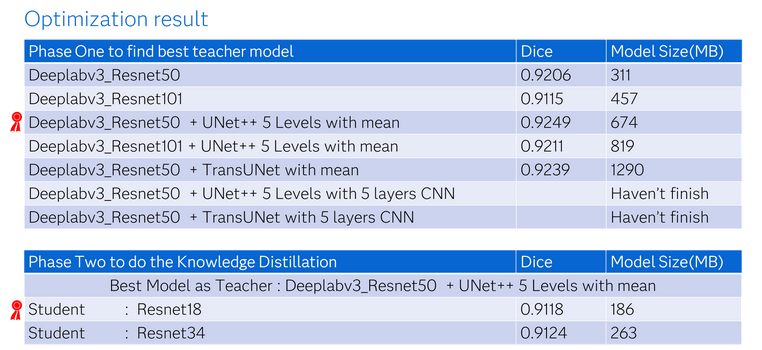 Optimization result
Phase One to find best teacher model Dice Model Size(MB)
Deeplabv3_Resnet50 0.9206 311
Deeplabv3_Resnet101 0.9115 457
Deeplabv3_Resnet50 + UNet++ 5 Levels with mean 0.9249 674
Deeplabv3_Resnet101 + UNet++ 5 Levels with mean 0.9211 819
Deeplabv3_Resnet50 + TransUNet with mean 0.9239 1290
Deeplabv3_Resnet50 + UNet++ 5 Levels with 5 layers CNN Haven't finish
Deeplabv3_Resnet50 + TransUNet with 5 layers CNN Haven't finish
Phase Two to do the Knowledge Distillation Dice Model Size(MB)
Best Model as Teacher : Deeplabv3_Resnet50 + UNet++ 5 Levels with mean
Student : Resnet18 0.9118 186
Student : Resnet34 0.9124 263